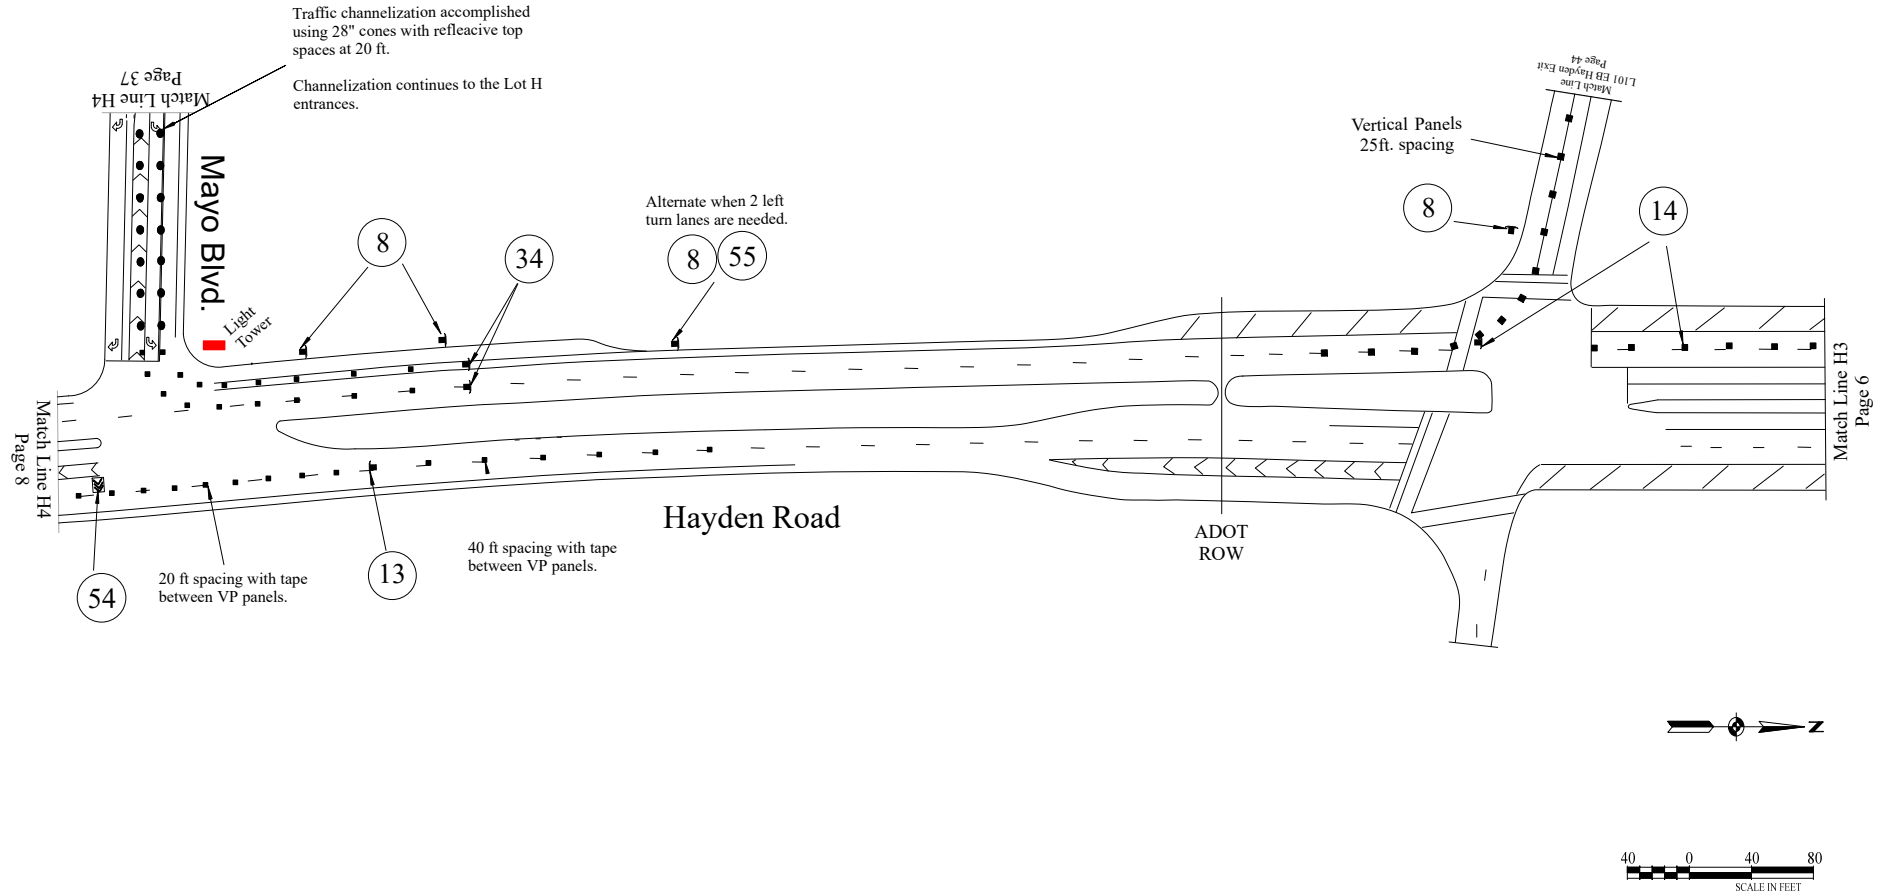 Traffic channelization accomplished
using 28" cones with refleacive top
spaces at 20 ft.
Channelization continues to the Lot H
entrances.
Match Line H4
Page 37
Mayo Blvd.
Light
Tower
8
34
Alternate when 2 left
turn lanes are needed.
8
55
Vertical Panels
25ft. spacing
8
14
Match Line
L101 EB Hayden Exit
Page 44
Match Line H3
Page 6
Match Line H4
Page 8
Hayden Road
ADOT
ROW
54
20 ft spacing with tape
between VP panels.
13
40 ft spacing with tape
between VP panels.
N
40 0 40 80
SCALE IN FEET